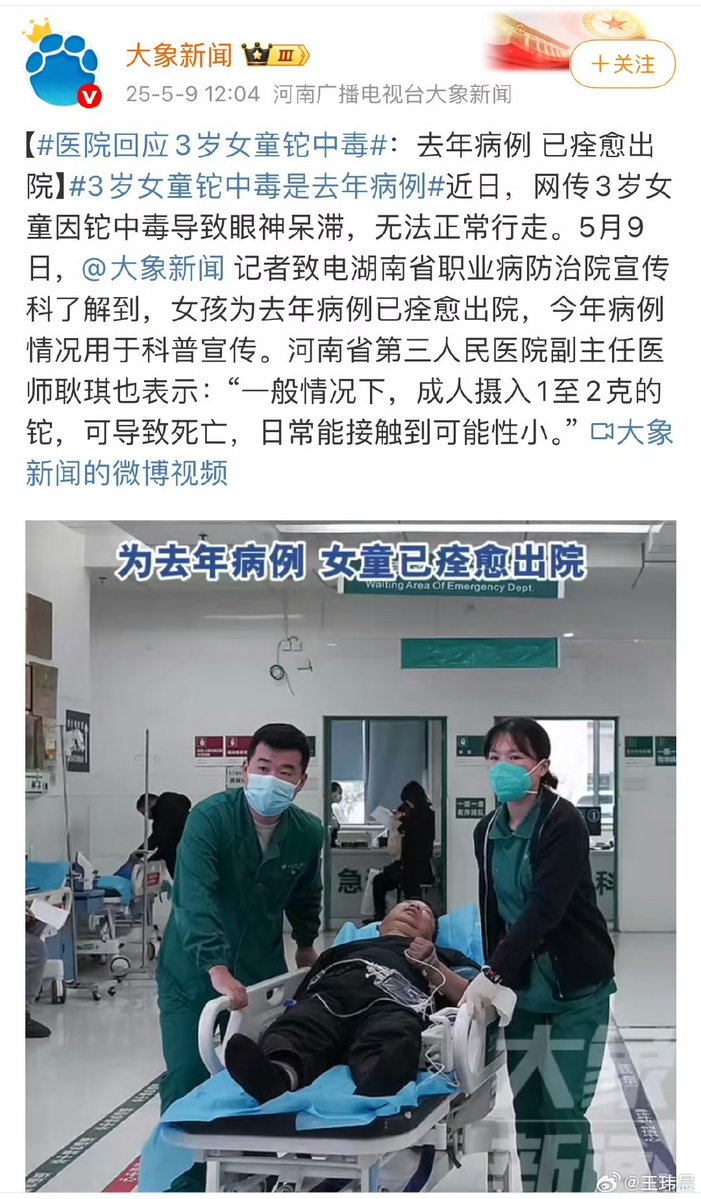 大象新闻 III
25-5-9 12:04 河南广播电视台大象新闻
+关注
【#医院回应3岁女童铊中毒#：去年病例 已痊愈出
院】#3岁女童铊中毒是去年病例#近日，网传3岁女
童因铊中毒导致眼神呆滞，无法正常行走。5月9
日，@大象新闻 记者致电湖南省职业病防治院宣传
科了解到，女孩为去年病例已痊愈出院，今年病例
情况用于科普宣传。河南省第三人民医院副主任医
师耿琪也表示：“一般情况下，成人摄入1至2克的
铊，可导致死亡，日常能接触到可能性小。” 大象
新闻的微博视频
为去年病例 女童已痊愈出院
Waiting Area Of Emergency Dept.
一医一患
有序排队
①
急
科
大象
新闻
@王玮晨